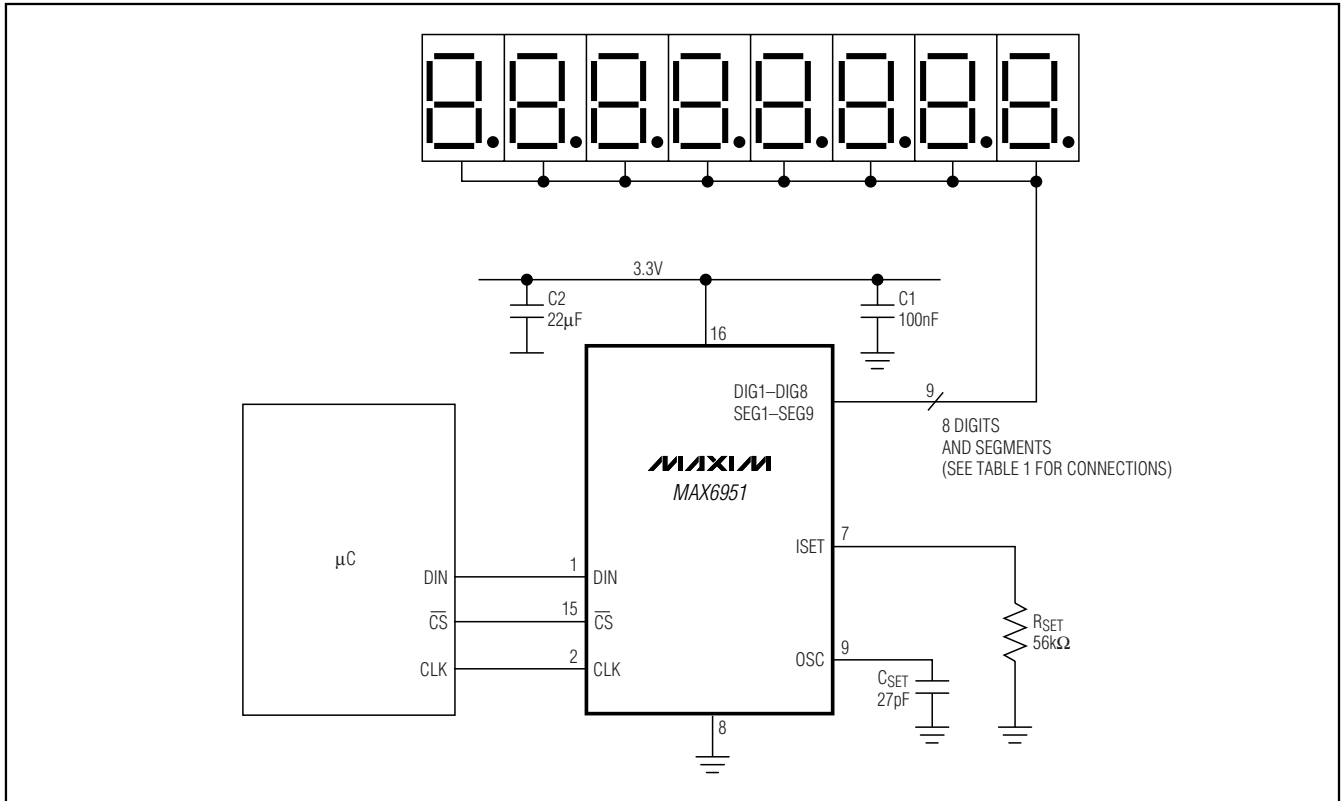 3.3V
C2
22μF
C1
100nF
16
DIG1–DIG8
SEG1–SEG9
9
8 DIGITS
AND SEGMENTS
(SEE TABLE 1 FOR CONNECTIONS)
MAXIM
MAX6951
μC
ISET
7
DIN
1
DIN
CS
15
CS
CLK
2
CLK
RSET
56kΩ
OSC
9
CSET
27pF
8